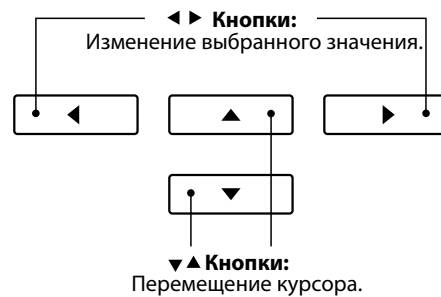 ◀ ▶ Кнопки:
Изменение выбранного значения.
◀ ▲ ▶
▼
▼▲Кнопки:
Перемещение курсора.